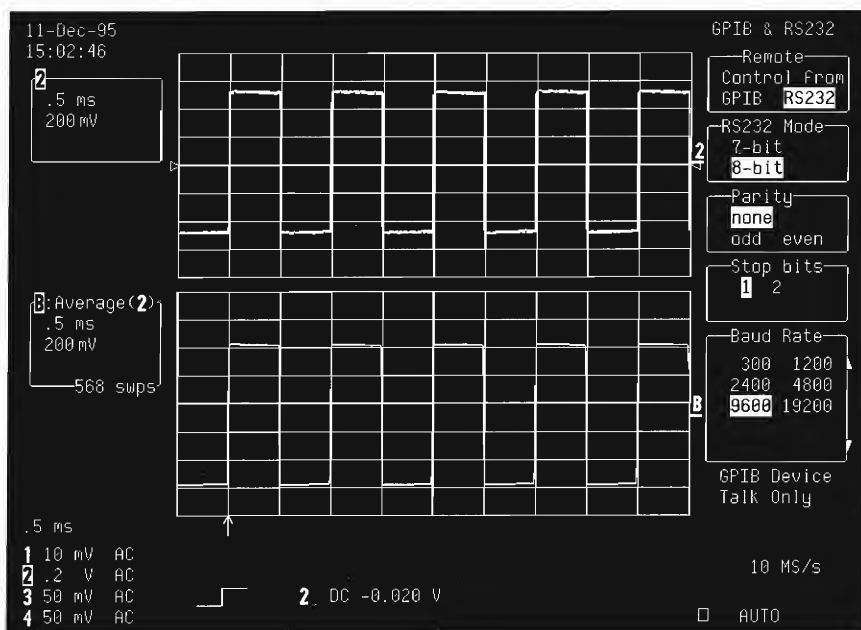 11-Dec-95
15:02:46
2
.5 ms
200 mV
B:Average(2)
.5 ms
200 mV
568 swps
2
B
.5 ms
1 10 mV AC
2 .2 V AC
3 50 mV AC
4 50 mV AC
2 DC -0.020 V
GPIB & RS232
Remote
Control from
GPIB RS232
RS232 Mode
7-bit
8-bit
Parity
none
odd even
Stop bits
1 2
Baud Rate
300 1200
2400 4800
9600 19200
GPIB Device
Talk Only
10 MS/s
AUTO